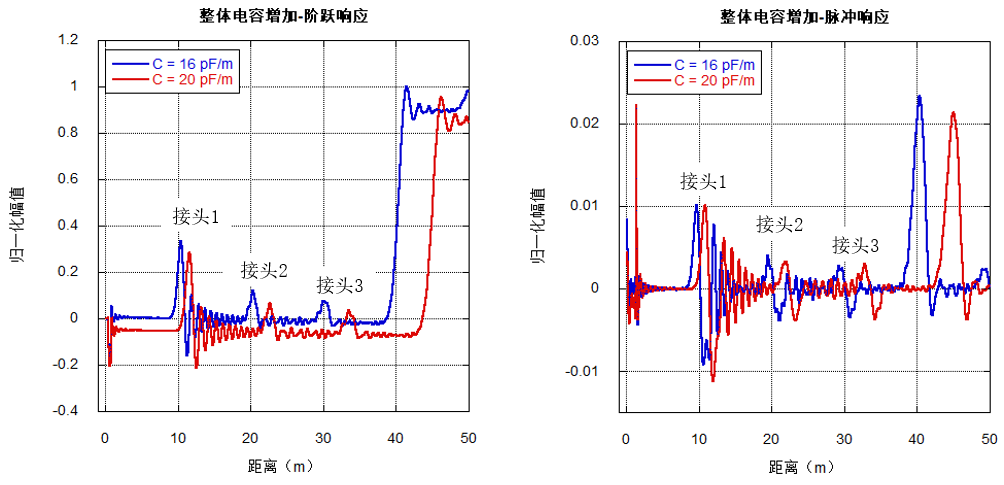 整体电容增加-阶跃响应
1.2
1
0.8
0.6
0.4
0.2
0
-0.2
-0.4
C = 16 pF/m
C = 20 pF/m
接头1
接头2
接头3
归一化幅值
0 10 20 30 40 50
距离（m）
整体电容增加-脉冲响应
0.03
0.02
0.01
0
-0.01
C = 16 pF/m
C = 20 pF/m
接头1
接头2
接头3
归一化幅值
0 10 20 30 40 50
距离（m）